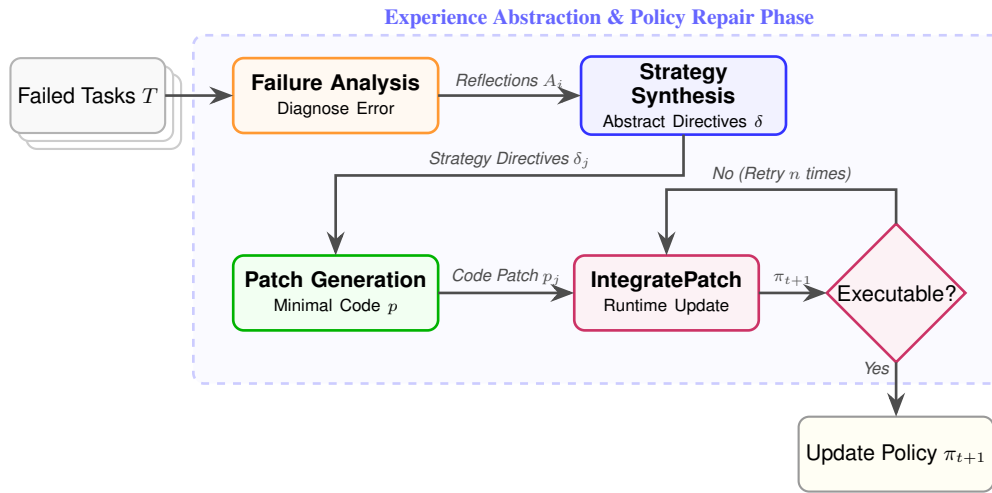 Experience Abstraction & Policy Repair Phase
Failed Tasks T
Failure Analysis
Diagnose Error
Reflections A_i
Strategy
Synthesis
Abstract Directives δ
Strategy Directives δ_j
No (Retry n times)
Patch Generation
Minimal Code p
Code Patch p_j
IntegratePatch
Runtime Update
π_{t+1}
Executable?
Yes
Update Policy π_{t+1}